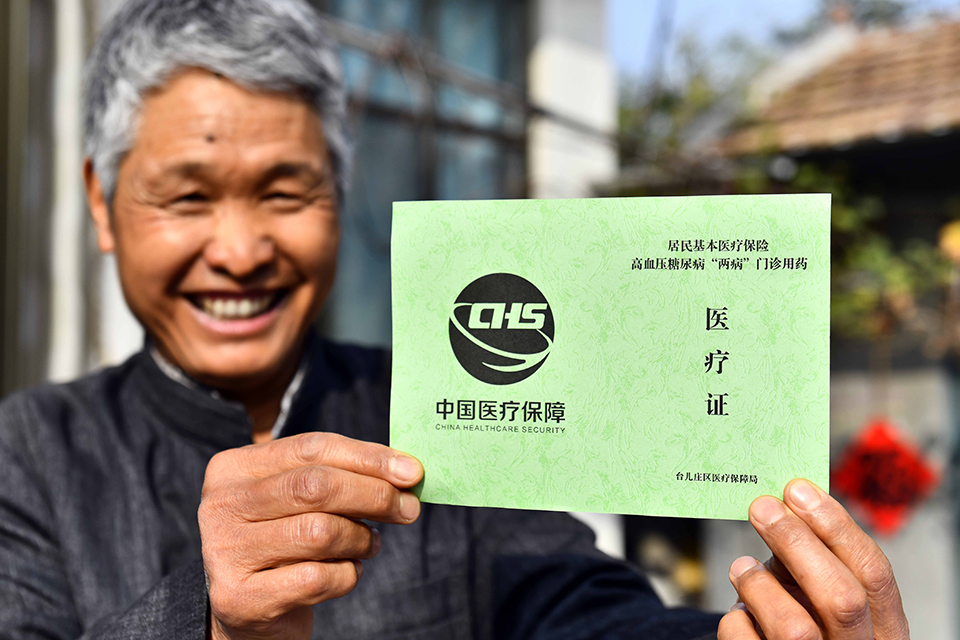 居民基本医疗保险
高血压糖尿病“两病”门诊用药
医
疗
证
CHS
中国医疗保障
CHINA HEALTHCARE SECURITY
台儿庄区医疗保障局